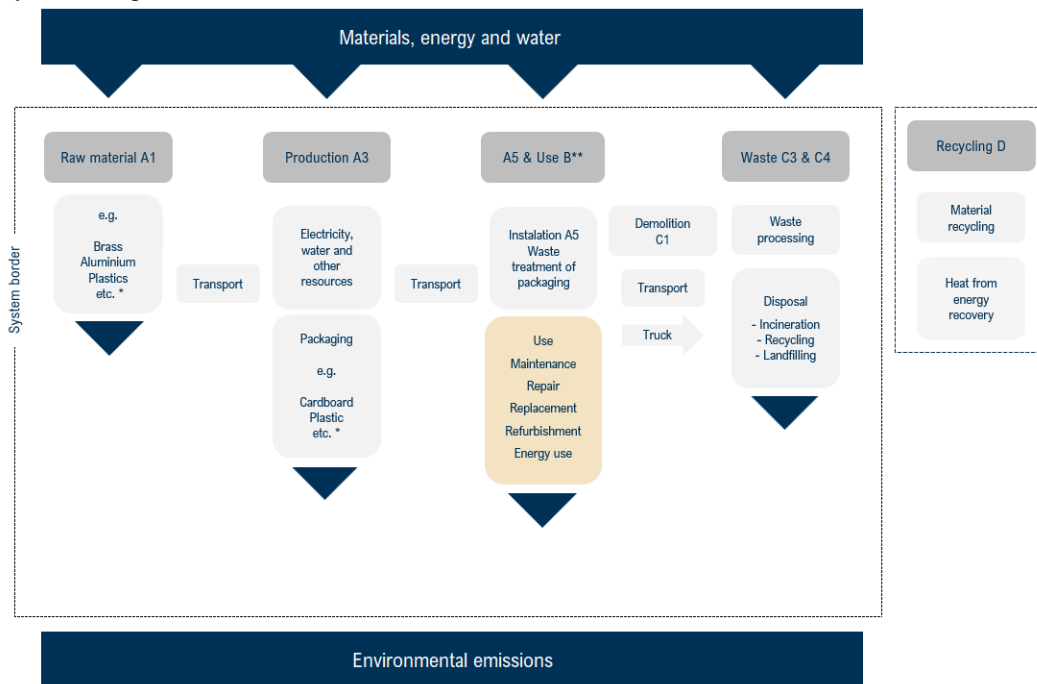 Materials, energy and water
System border
Raw material A1
e.g.
Brass
Aluminium
Plastics
etc. *
Transport
Production A3
Electricity,
water and
other
resources
Packaging
e.g.
Cardboard
Plastic
etc. *
Transport
A5 & Use B**
Instalation A5
Waste
treatment of
packaging
Use
Maintenance
Repair
Replacement
Refurbishment
Energy use
Demolition
C1
Transport
Truck
Waste C3 & C4
Waste
processing
Disposal
- Incineration
- Recycling
- Landfilling
Recycling D
Material
recycling
Heat from
energy
recovery
Environmental emissions